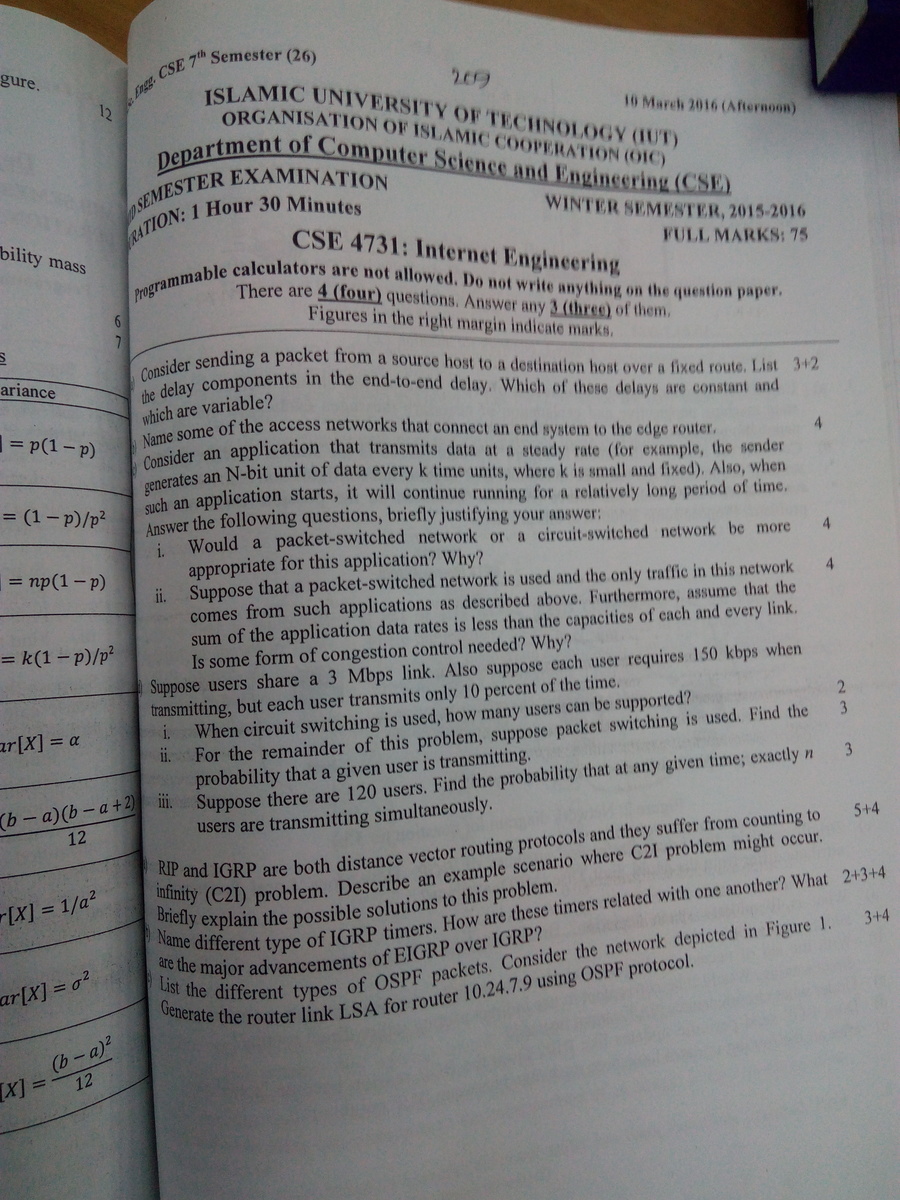 gure.
12
bility mass
6
7
s
ariance
] = p(1 − p)
= (1 − p)/p²
= np(1 − p)
= k(1 − p)/p²
ar[X] = α
(b − a)(b − a + 2)
12
r[X] = 1/a²
ar[X] = σ²
[X] = (b − a)²
12
Engg. CSE 7th Semester (26)
10 March 2016 (Afternoon)
ISLAMIC UNIVERSITY OF TECHNOLOGY (IUT)
ORGANISATION OF ISLAMIC COOPERATION (OIC)
Department of Computer Science and Engineering (CSE)
SEMESTER EXAMINATION
WINTER SEMESTER, 2015-2016
RATION: 1 Hour 30 Minutes
FULL MARKS: 75
CSE 4731: Internet Engineering
Programmable calculators are not allowed. Do not write anything on the question paper.
There are 4 (four) questions. Answer any 3 (three) of them.
Figures in the right margin indicate marks.
Consider sending a packet from a source host to a destination host over a fixed route. List 3+2
the delay components in the end-to-end delay. Which of these delays are constant and
which are variable?
Name some of the access networks that connect an end system to the edge router. 4
Consider an application that transmits data at a steady rate (for example, the sender
generates an N-bit unit of data every k time units, where k is small and fixed). Also, when
such an application starts, it will continue running for a relatively long period of time.
Answer the following questions, briefly justifying your answer:
i. Would a packet-switched network or a circuit-switched network be more 4
appropriate for this application? Why?
ii. Suppose that a packet-switched network is used and the only traffic in this network 4
comes from such applications as described above. Furthermore, assume that the
sum of the application data rates is less than the capacities of each and every link.
Is some form of congestion control needed? Why?
Suppose users share a 3 Mbps link. Also suppose each user requires 150 kbps when
transmitting, but each user transmits only 10 percent of the time.
i. When circuit switching is used, how many users can be supported? 2
ii. For the remainder of this problem, suppose packet switching is used. Find the 3
probability that a given user is transmitting.
iii. Suppose there are 120 users. Find the probability that at any given time; exactly n 3
users are transmitting simultaneously.
RIP and IGRP are both distance vector routing protocols and they suffer from counting to 5+4
infinity (C2I) problem. Describe an example scenario where C2I problem might occur.
Briefly explain the possible solutions to this problem.
Name different type of IGRP timers. How are these timers related with one another? What 2+3+4
are the major advancements of EIGRP over IGRP?
List the different types of OSPF packets. Consider the network depicted in Figure 1. 3+4
Generate the router link LSA for router 10.24.7.9 using OSPF protocol.